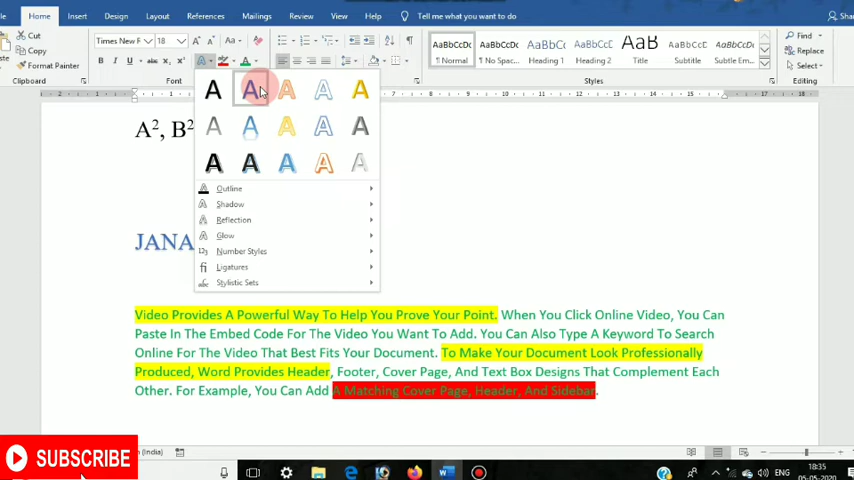 Home Insert Design Layout References Mailings Review View Help Tell me what you want to do
Cut
Copy
Format Painter
Clipboard
Times New R 18
Font
Paragraph
AaBbCcDc AaBbCcDc AaBbCc AaBbCcC AaB AaBbCcC AaBbCcDc
¶ Normal ¶ No Spac... Heading 1 Heading 2 Title Subtitle Subtle Em...
Styles
Find
Replace
Select
Editing
A², B²
Outline
Shadow
Reflection
Glow
Number Styles
Ligatures
Stylistic Sets
JANA
Video Provides A Powerful Way To Help You Prove Your Point. When You Click Online Video, You Can
Paste In The Embed Code For The Video You Want To Add. You Can Also Type A Keyword To Search
Online For The Video That Best Fits Your Document. To Make Your Document Look Professionally
Produced, Word Provides Header, Footer, Cover Page, And Text Box Designs That Complement Each
Other. For Example, You Can Add A Matching Cover Page, Header, And Sidebar.
SUBSCRIBE
ENG
18:35
05-05-2020